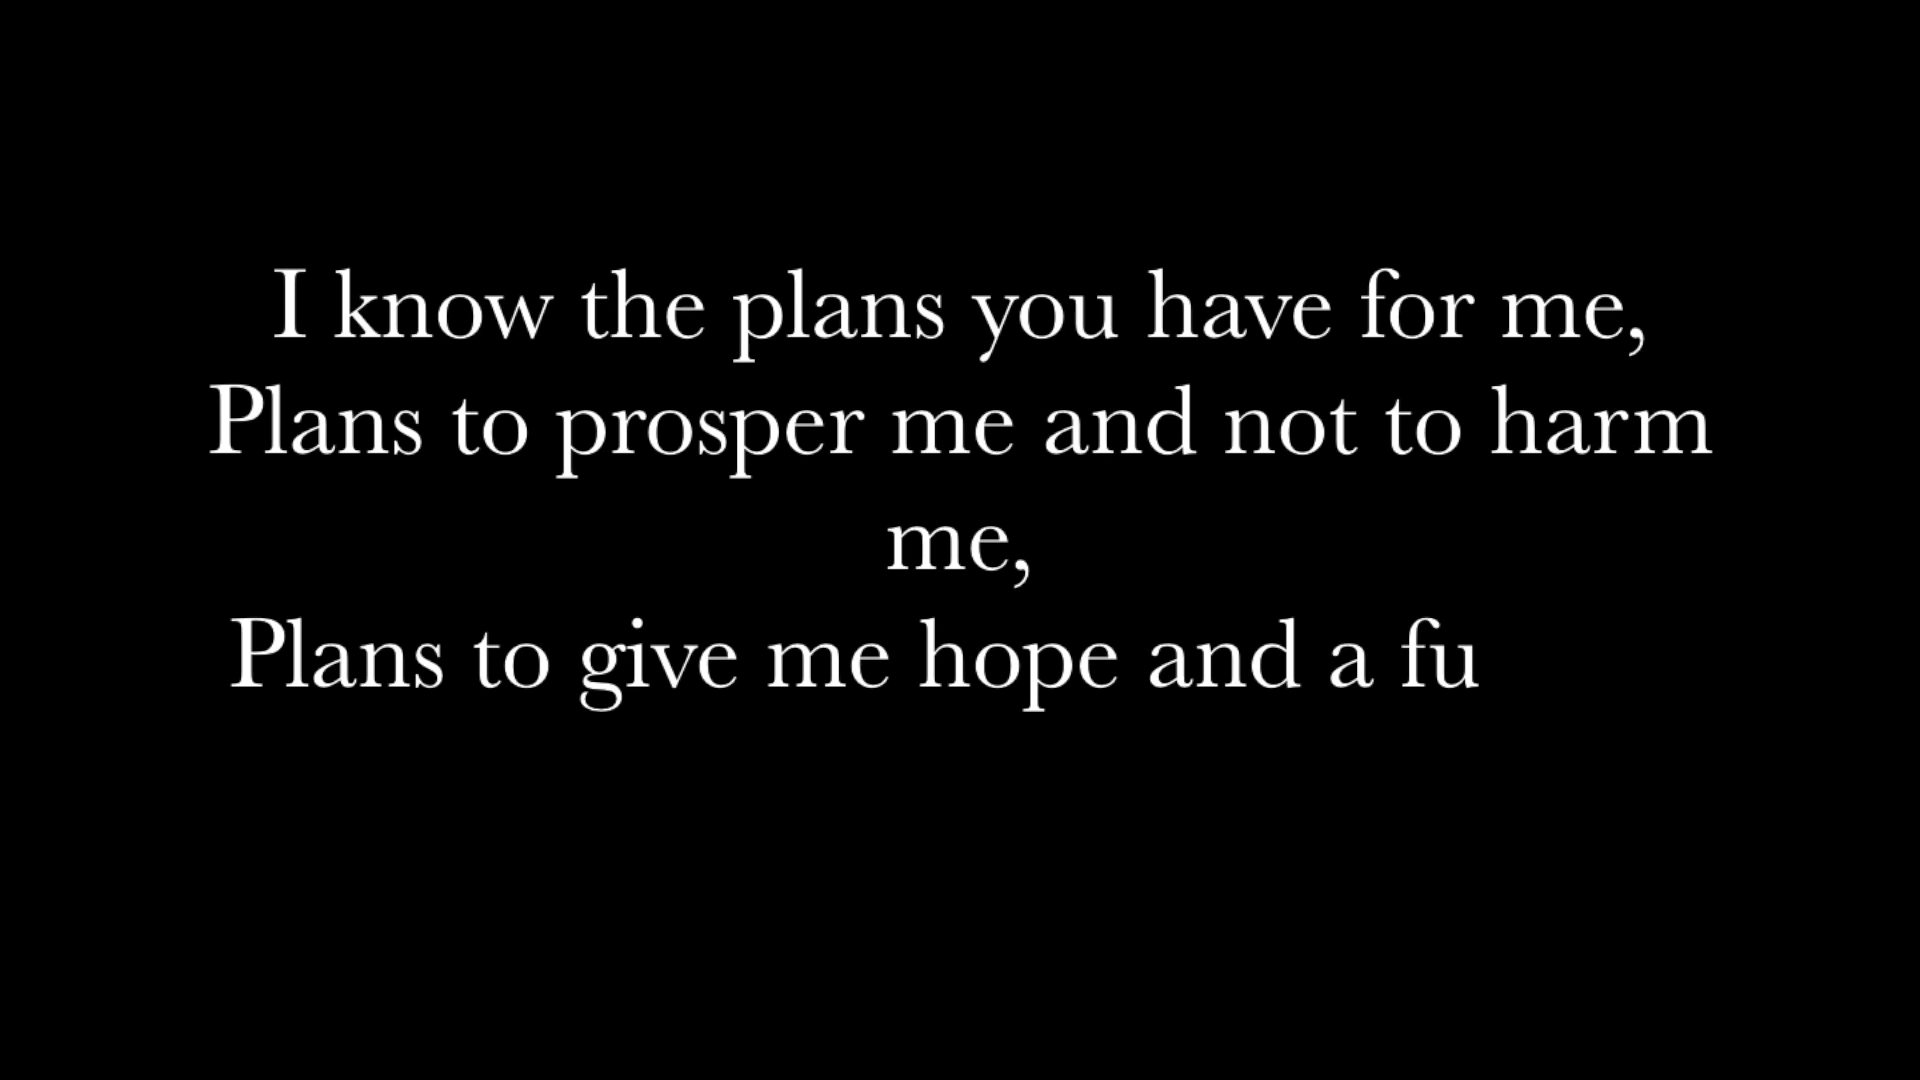 I know the plans you have for me,
Plans to prosper me and not to harm
me,
Plans to give me hope and a fu